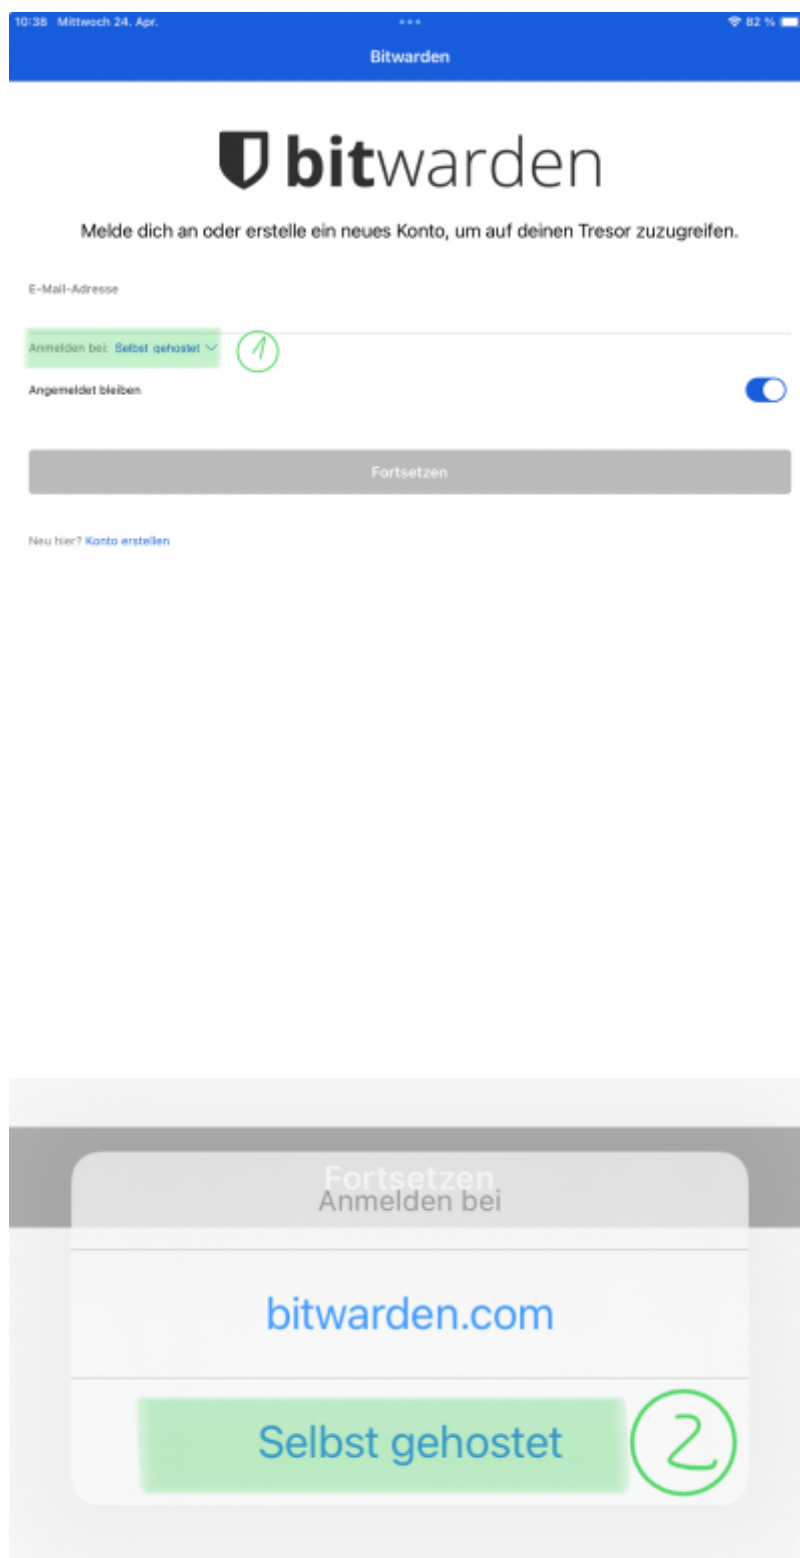 10:38 Mittwoch 24. Apr. ••• 82 %
Bitwarden
bitwarden
Melde dich an oder erstelle ein neues Konto, um auf deinen Tresor zuzugreifen.
E-Mail-Adresse
Anmelden bei: Selbst gehostet 1
Angemeldet bleiben
Fortsetzen
Neu hier? Konto erstellen
Fortsetzen
Anmelden bei
bitwarden.com
Selbst gehostet 2